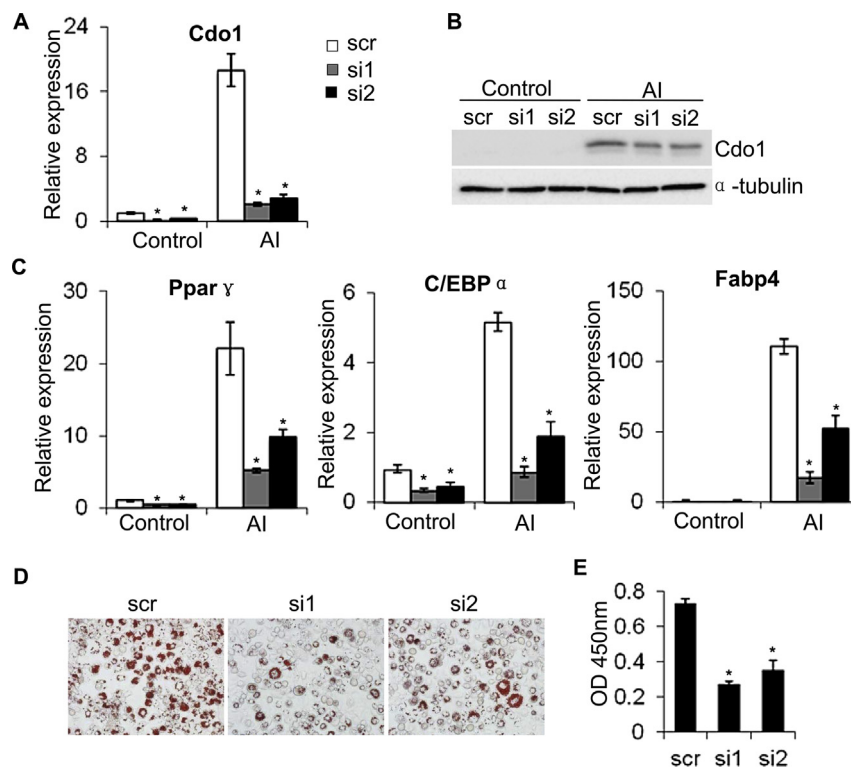 A
Cdo1
Relative expression
24
16
8
0
* * * *
Control AI
scr
si1
si2
B
Control AI
scr si1 si2 scr si1 si2
Cdo1
α -tubulin
C
Ppar γ
Relative expression
30
20
10
0
* * * *
Control AI
C/EBP α
Relative expression
6
4
2
0
* * * *
Control AI
Fabp4
Relative expression
150
100
50
0
* *
Control AI
D
scr si1 si2
E
OD 450nm
0.8
0.6
0.4
0.2
0
* *
scr si1 si2